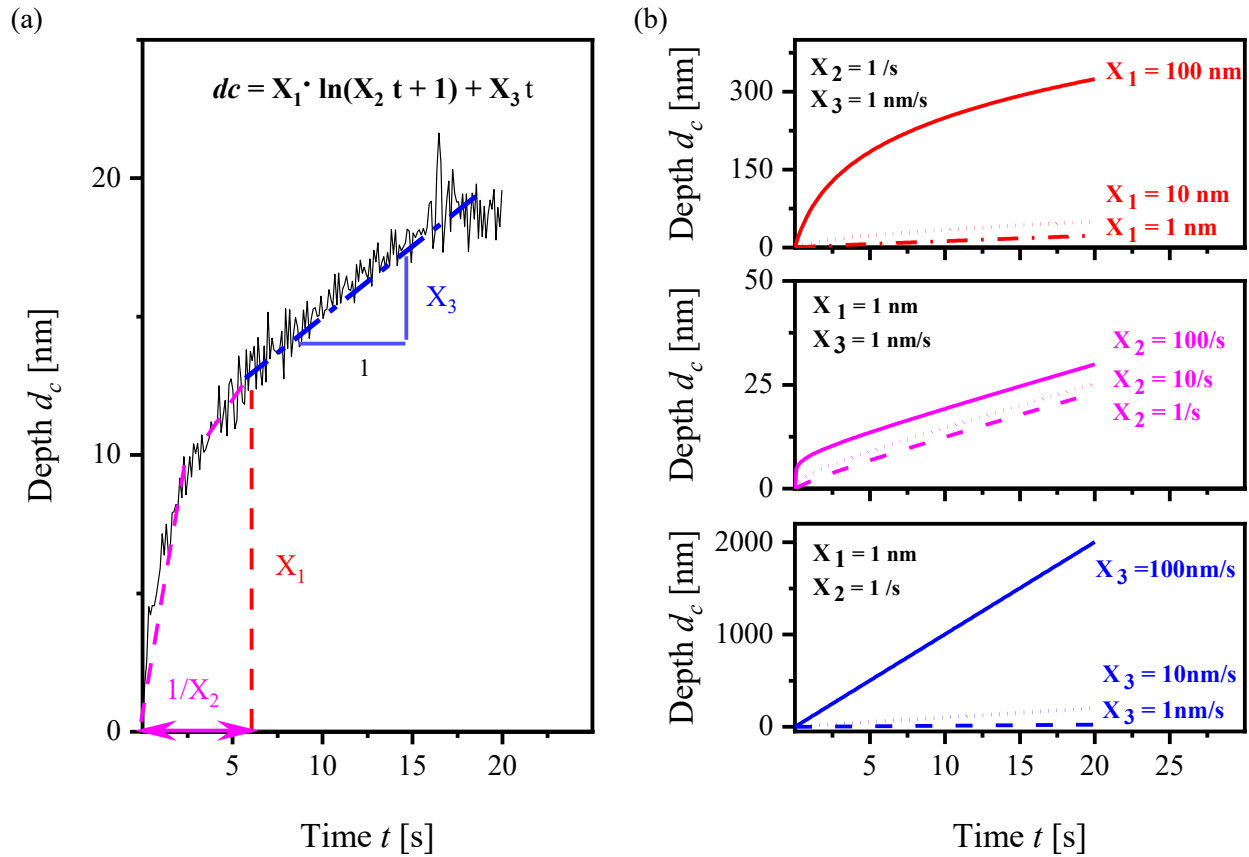 (a)
dc = X₁· ln(X₂ t + 1) + X₃ t
20
10
0
Depth d_c [nm]
X₃
1
X₁
1/X₂
5
10
15
20
Time t [s]
(b)
X₂ = 1 /s
X₃ = 1 nm/s
X₁ = 100 nm
X₁ = 10 nm
X₁ = 1 nm
300
150
0
Depth d_c [nm]
X₁ = 1 nm
X₃ = 1 nm/s
X₂ = 100/s
X₂ = 10/s
X₂ = 1/s
50
25
0
Depth d_c [nm]
X₁ = 1 nm
X₂ = 1 /s
X₃ =100nm/s
X₃ = 10nm/s
X₃ = 1nm/s
2000
1000
0
Depth d_c [nm]
5
10
15
20
25
Time t [s]